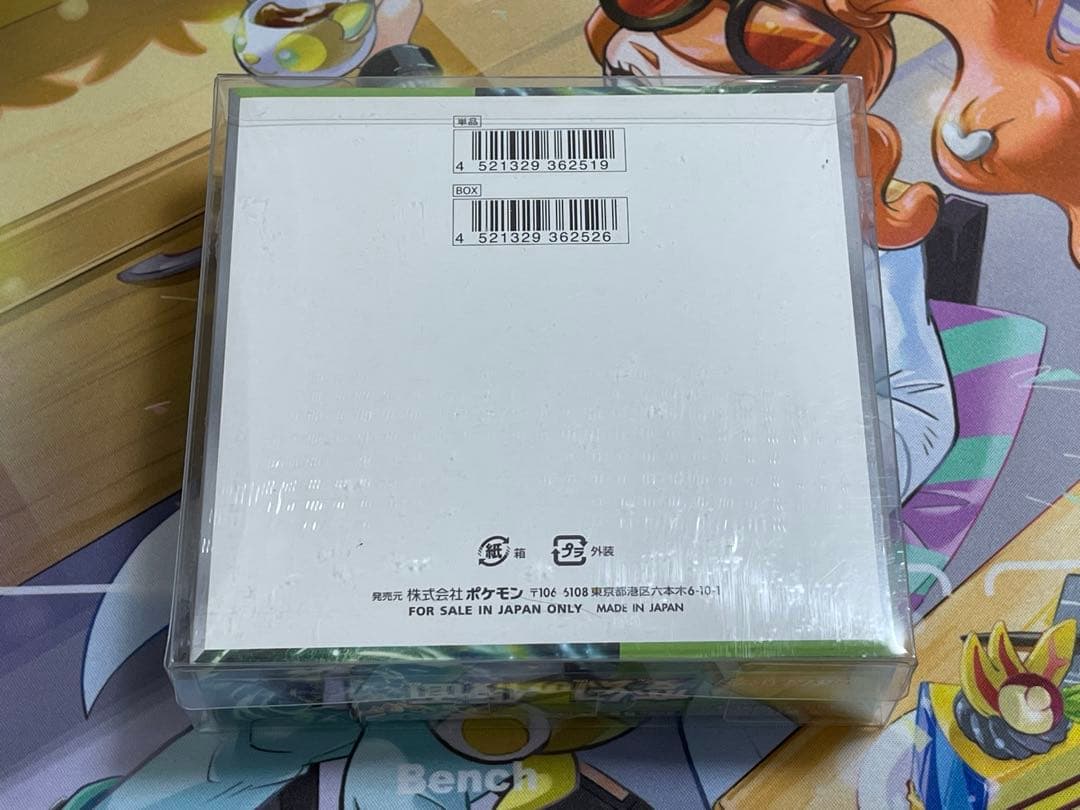 単品
4 521329 362519
BOX
4 521329 362526
紙 箱 プラ 外装
発売元 株式会社ポケモン 〒106 6108 東京都港区六本木6-10-1
FOR SALE IN JAPAN ONLY MADE IN JAPAN
Bench